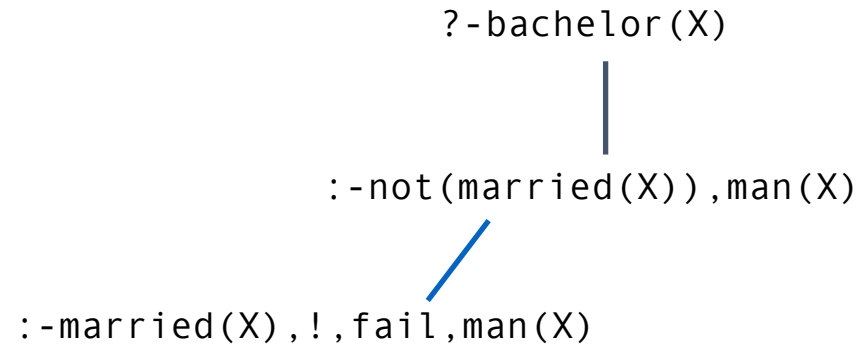 ?-bachelor(X)
:-not(married(X)),man(X)
:-married(X),!,fail,man(X)